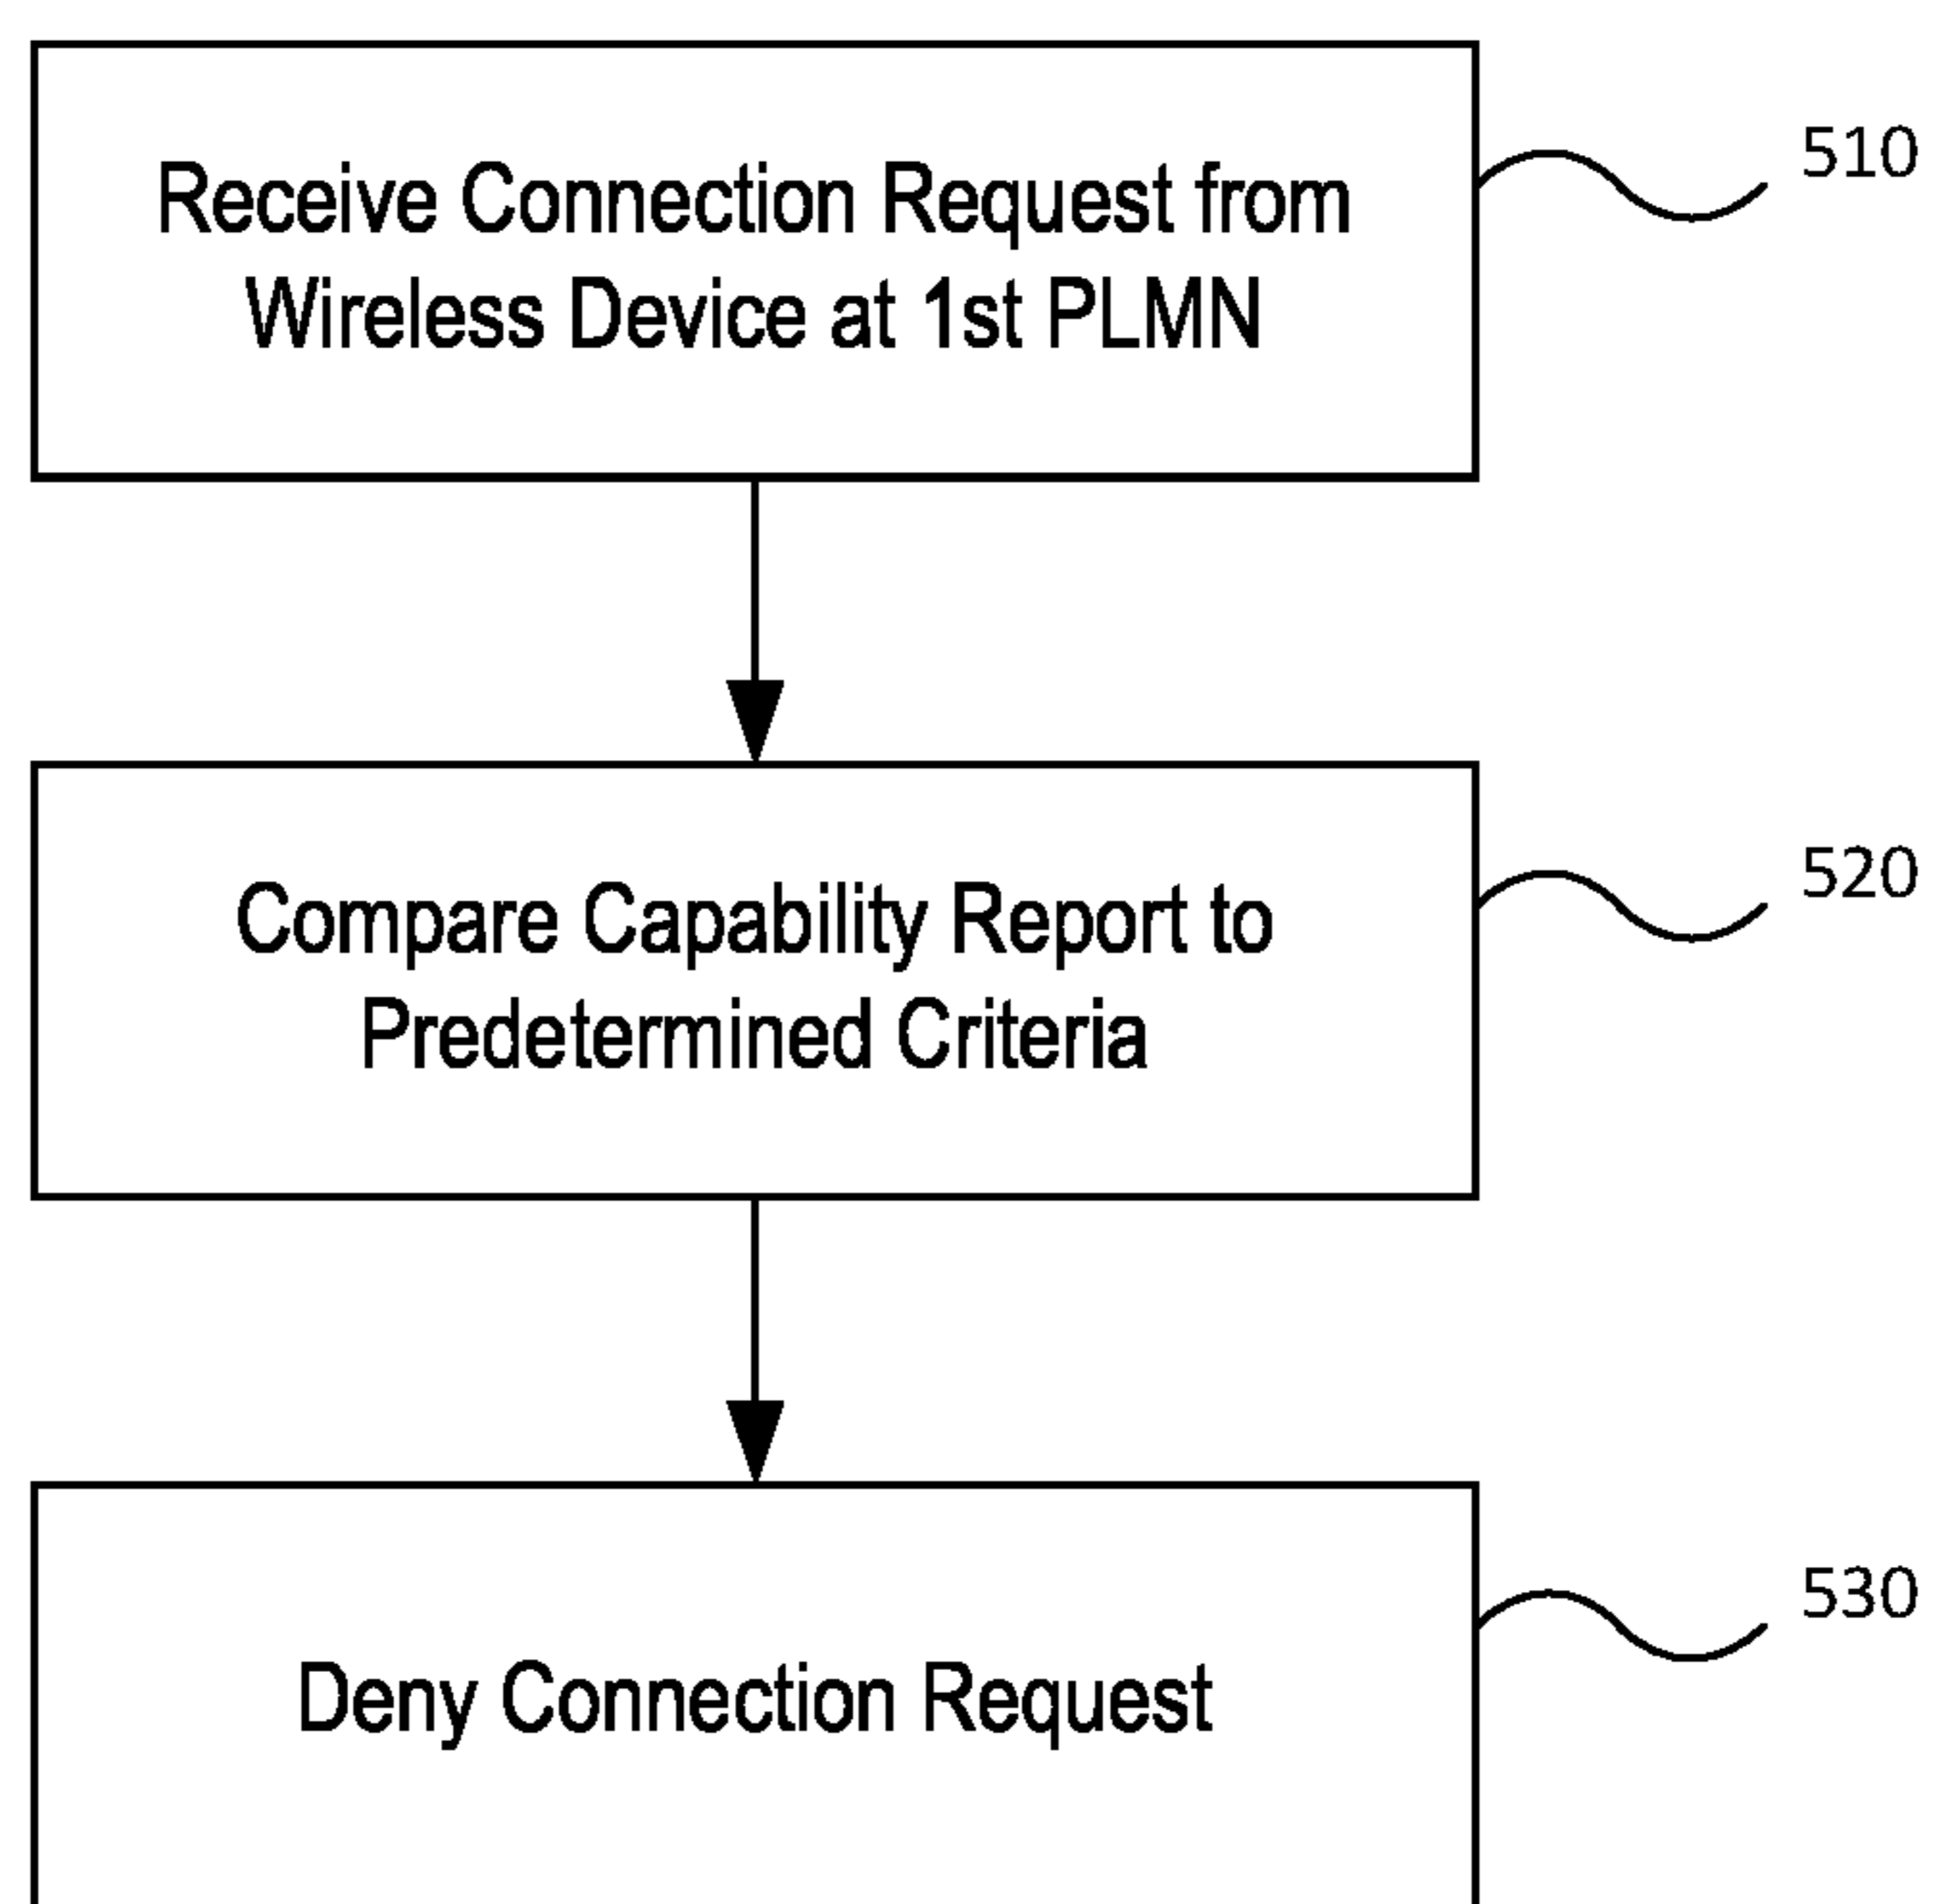 Receive Connection Request from
Wireless Device at 1st PLMN
510
Compare Capability Report to
Predetermined Criteria
520
Deny Connection Request
530